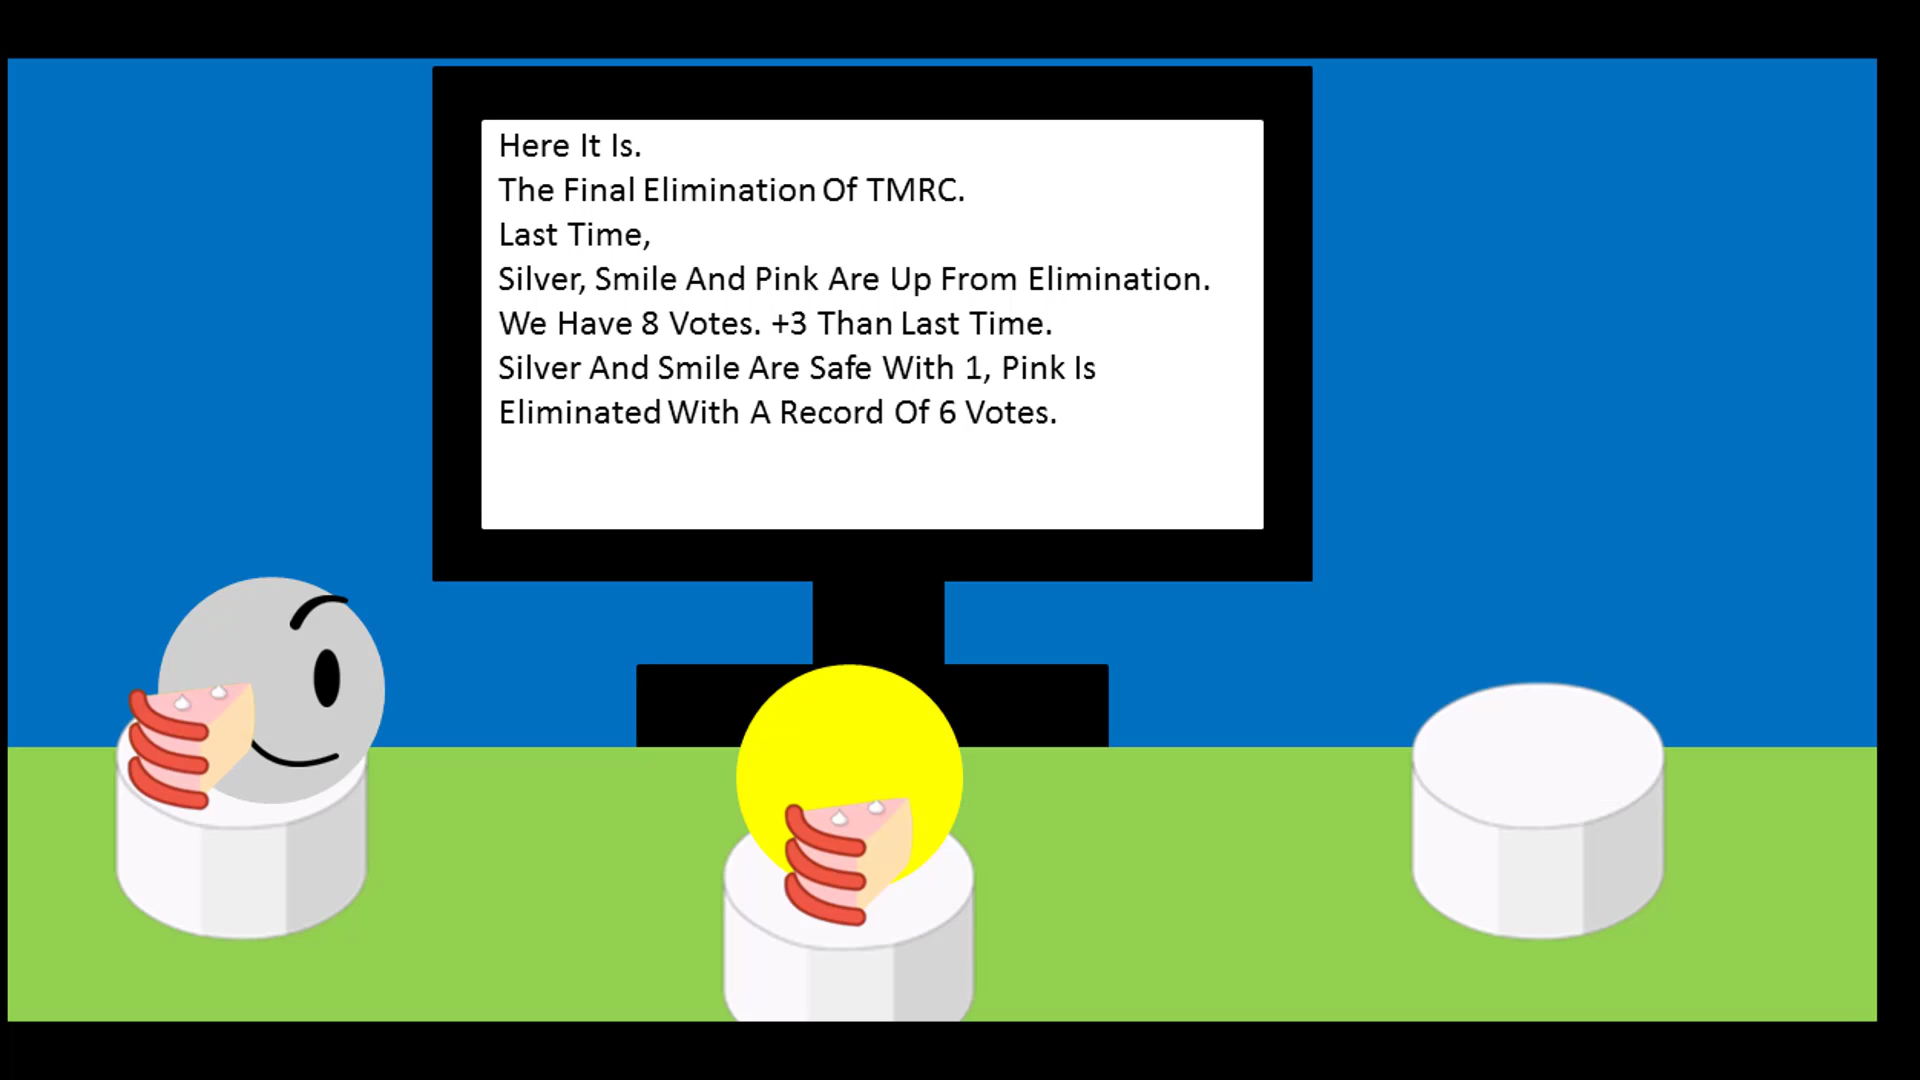 Here It Is.
The Final Elimination Of TMRC.
Last Time,
Silver, Smile And Pink Are Up From Elimination.
We Have 8 Votes. +3 Than Last Time.
Silver And Smile Are Safe With 1, Pink Is
Eliminated With A Record Of 6 Votes.